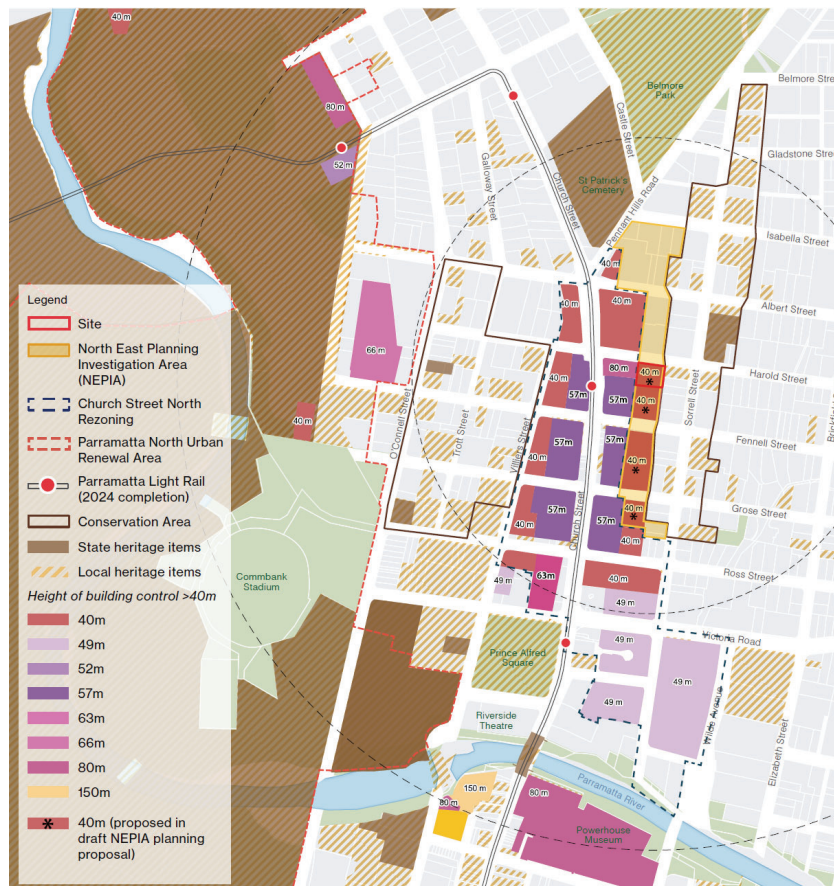 40 m
Belmore Stre
Belmore
Park
80 m
Castle Street
Gladstone Stree
52 m
Galloway Street
Church Street
St Patrick's
Cemetery
Pennant Hills Road
Isabella Street
40 m
Legend
Site
North East Planning
Investigation Area
(NEPIA)
Church Street North
Rezoning
Parramatta North Urban
Renewal Area
Parramatta Light Rail
(2024 completion)
Conservation Area
State heritage items
Local heritage items
Height of building control >40m
40m
49m
52m
57m
63m
66m
80m
150m
40m (proposed in
draft NEPIA planning
proposal)
40 m
40 m
Albert Street
66 m
80 m
40 m
Harold Street
40 m
57m
57m
40 m
O'Connell Street
Trott Street
Villiers Street
Sorrell Street
40 m
57m
57m
40 m
40 m
Fennell Street
57m
40 m
Church Street
57m
40 m
40 m
Grose Street
Commbank
Stadium
49 m
63m
40 m
Ross Street
49 m
Victoria Road
Prince Alfred
Square
49 m
49 m
49 m
Wilde Avenue
Elizabeth Street
Riverside
Theatre
Parramatta River
150 m
80 m
80 m
Powerhouse
Museum